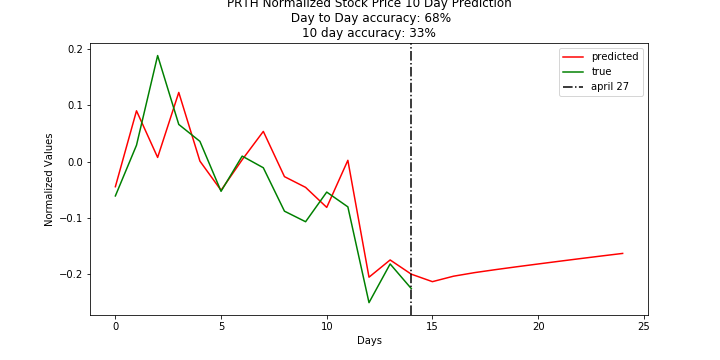 PRTH Normalized Stock Price 10 Day Prediction
Day to Day accuracy: 68%
10 day accuracy: 33%
predicted
true
april 27
Normalized Values
0.2
0.1
0.0
−0.1
−0.2
0
5
10
15
20
25
Days